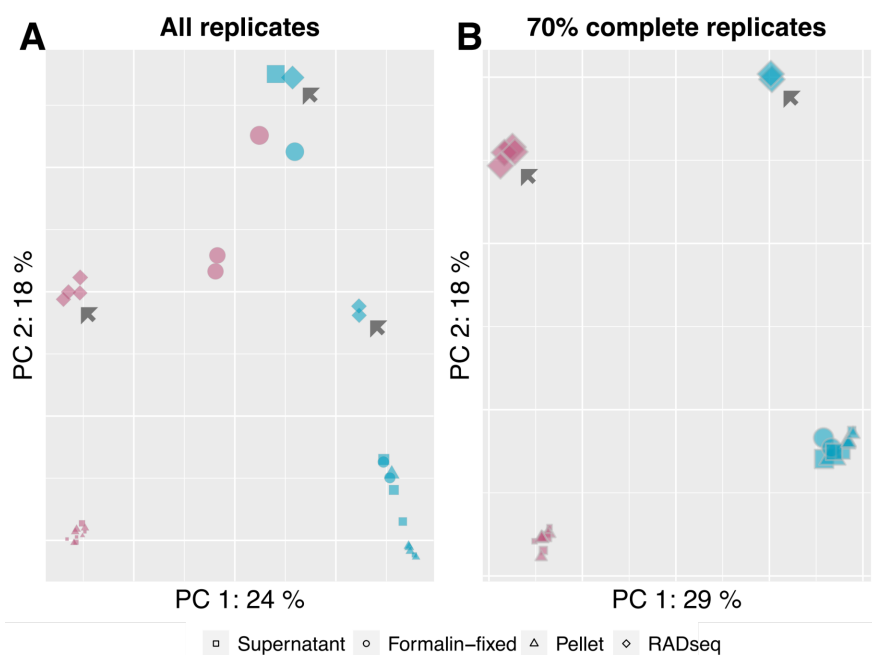 A
All replicates
PC 2: 18 %
PC 1: 24 %
B
70% complete replicates
PC 2: 18 %
PC 1: 29 %
Supernatant Formalin−fixed Pellet RADseq